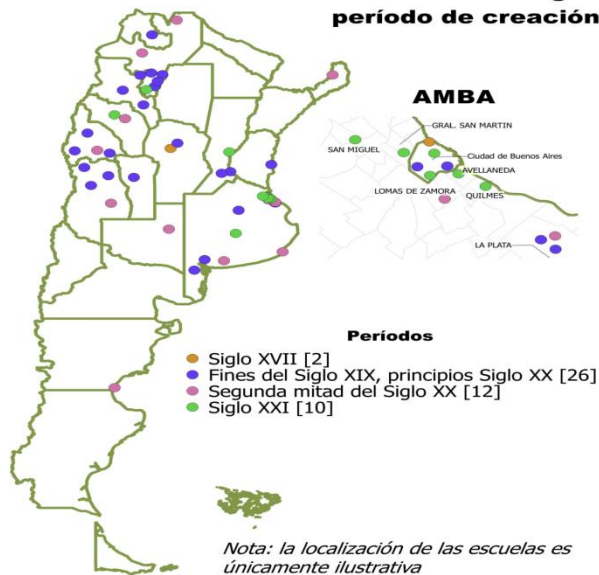 período de creación
AMBA
GRAL. SAN MARTIN
SAN MIGUEL
Ciudad de Buenos Aires
AVELLANEDA
LOMAS DE ZAMORA
QUILMES
LA PLATA
Períodos
Siglo XVII [2]
Fines del Siglo XIX, principios Siglo XX [26]
Segunda mitad del Siglo XX [12]
Siglo XXI [10]
Nota: la localización de las escuelas es
únicamente ilustrativa